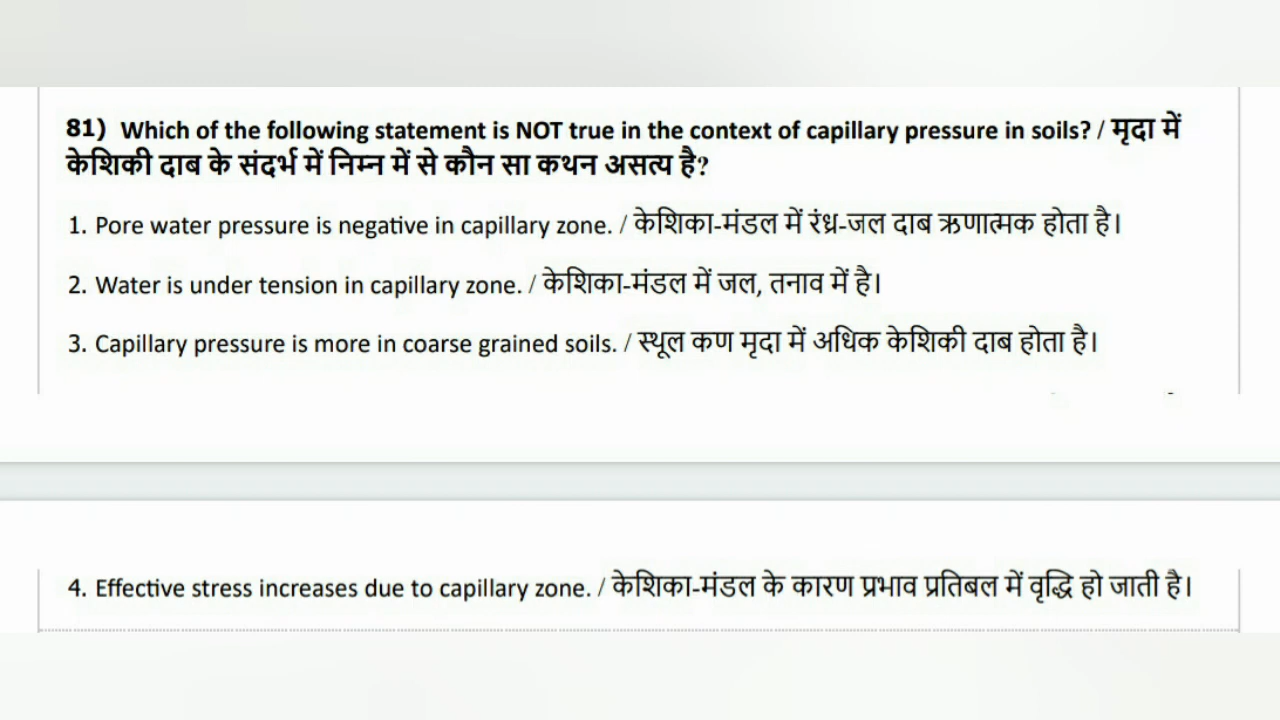 81) Which of the following statement is NOT true in the context of capillary pressure in soils? / मृदा में
केशिकी दाब के संदर्भ में निम्न में से कौन सा कथन असत्य है?
1. Pore water pressure is negative in capillary zone. / केशिका-मंडल में रंध्र-जल दाब ऋणात्मक होता है।
2. Water is under tension in capillary zone. / केशिका-मंडल में जल, तनाव में है।
3. Capillary pressure is more in coarse grained soils. / स्थूल कण मृदा में अधिक केशिकी दाब होता है।
4. Effective stress increases due to capillary zone. / केशिका-मंडल के कारण प्रभाव प्रतिबल में वृद्धि हो जाती है।